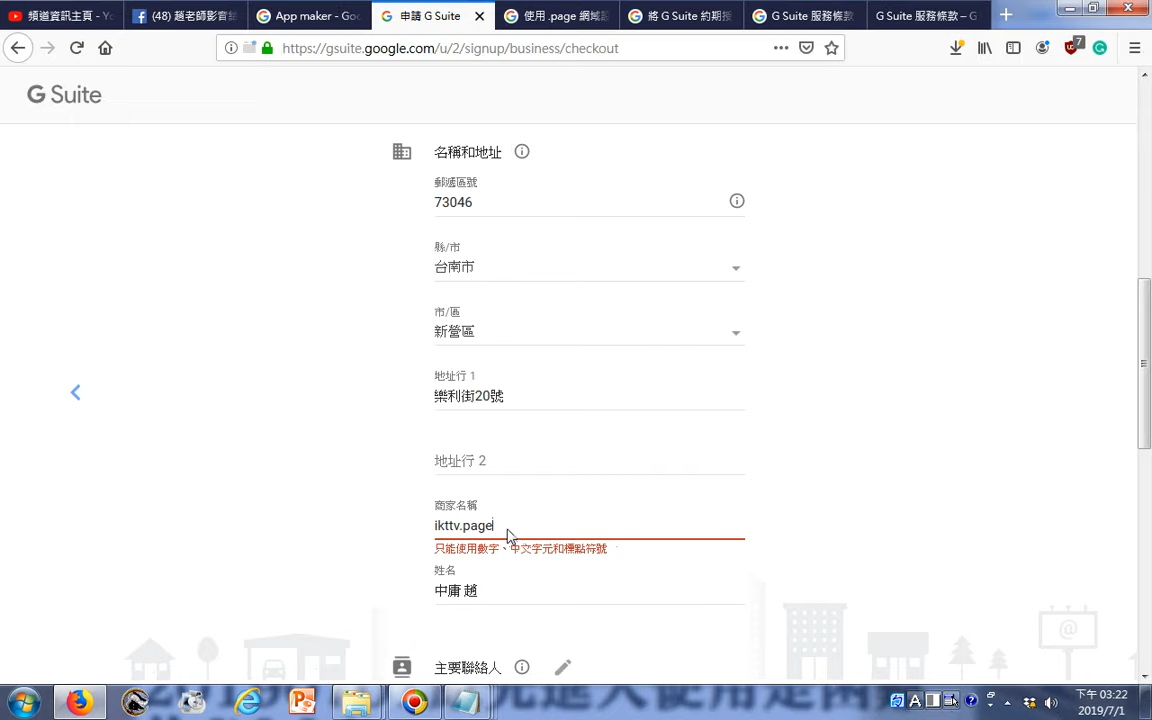 頻道資訊主頁 - Yo
(48) 趙老師影音
App maker - Goo
申請 G Suite
使用 .page 網域
將 G Suite 約期
G Suite 服務條款
G Suite 服務條款 – G
https://gsuite.google.com/u/2/signup/business/checkout
7
G Suite
名稱和地址
郵遞區號
73046
縣/市
台南市
市/區
新營區
地址行 1
樂利街20號
地址行 2
商家名稱
ikttv.page
只能使用數字、中文字元和標點符號
姓名
中庸 趙
主要聯絡人
下午 03:22
2019/7/1